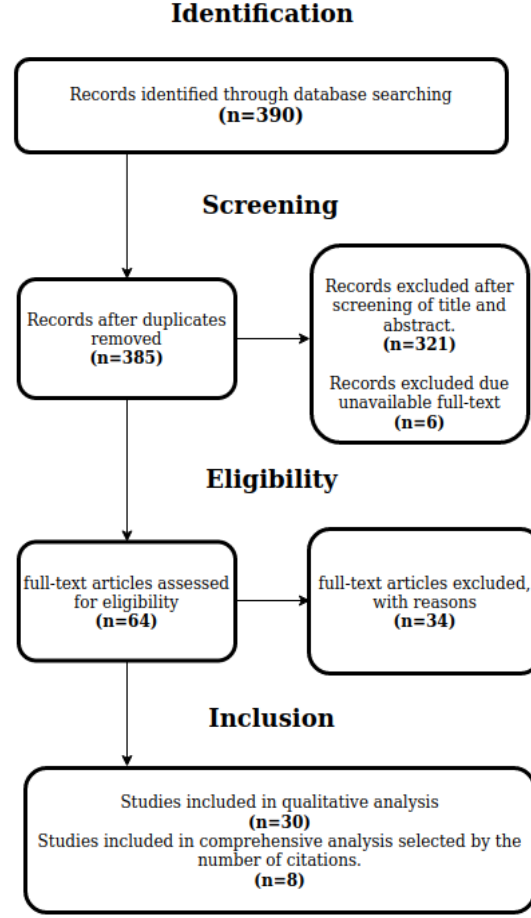 Identification
Records identified through database searching
(n=390)
Screening
Records after duplicates
removed
(n=385)
Records excluded after
screening of title and
abstract.
(n=321)
Records excluded due
unavailable full-text
(n=6)
Eligibility
full-text articles assessed
for eligibility
(n=64)
full-text articles excluded,
with reasons
(n=34)
Inclusion
Studies included in qualitative analysis
(n=30)
Studies included in comprehensive analysis selected by the
number of citations.
(n=8)